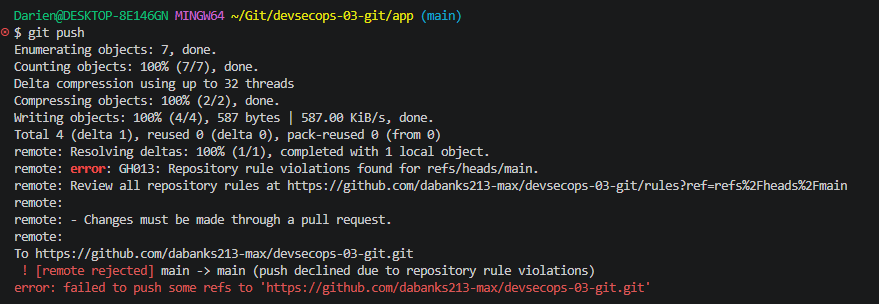 Darien@DESKTOP-8E146GN MINGW64 ~/Git/devsecops-03-git/app (main)
$ git push
Enumerating objects: 7, done.
Counting objects: 100% (7/7), done.
Delta compression using up to 32 threads
Compressing objects: 100% (2/2), done.
Writing objects: 100% (4/4), 587 bytes | 587.00 KiB/s, done.
Total 4 (delta 1), reused 0 (delta 0), pack-reused 0 (from 0)
remote: Resolving deltas: 100% (1/1), completed with 1 local object.
remote: error: GH013: Repository rule violations found for refs/heads/main.
remote: Review all repository rules at https://github.com/dabanks213-max/devsecops-03-git/rules?ref=refs%2Fheads%2Fmain
remote:
remote: - Changes must be made through a pull request.
remote:
To https://github.com/dabanks213-max/devsecops-03-git.git
 ! [remote rejected] main -> main (push declined due to repository rule violations)
error: failed to push some refs to 'https://github.com/dabanks213-max/devsecops-03-git.git'